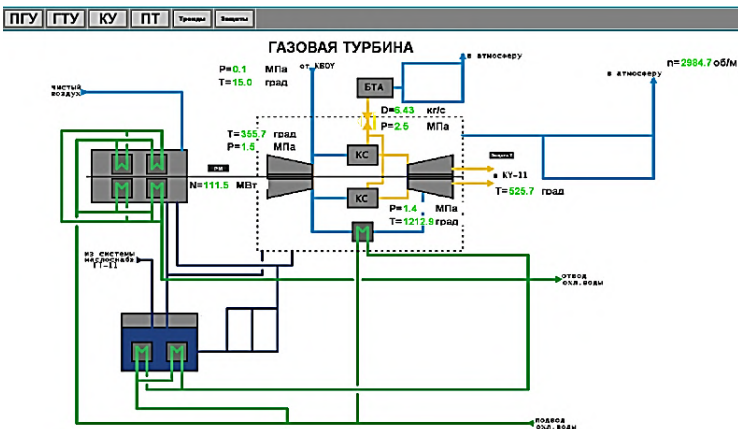 ПГУ ГТУ КУ ПТ Тренды Защиты
ГАЗОВАЯ ТУРБИНА
P=0.1 МПа
T=15.0 град
от КВОУ
в атмосферу
n=2984.7 об/м
в атмосферу
чистый
воздух
БТА
D=6.43 кг/с
P=2.5 МПа
T=355.7 град
P=1.5 МПа
КС
N=111.5 МВт
в КУ-11
T=525.7 град
КС
P=1.4 МПа
T=1212.9 град
из системы
маслоснабж
ГТ-11
отвод
охл.воды
подвод
охл.воды